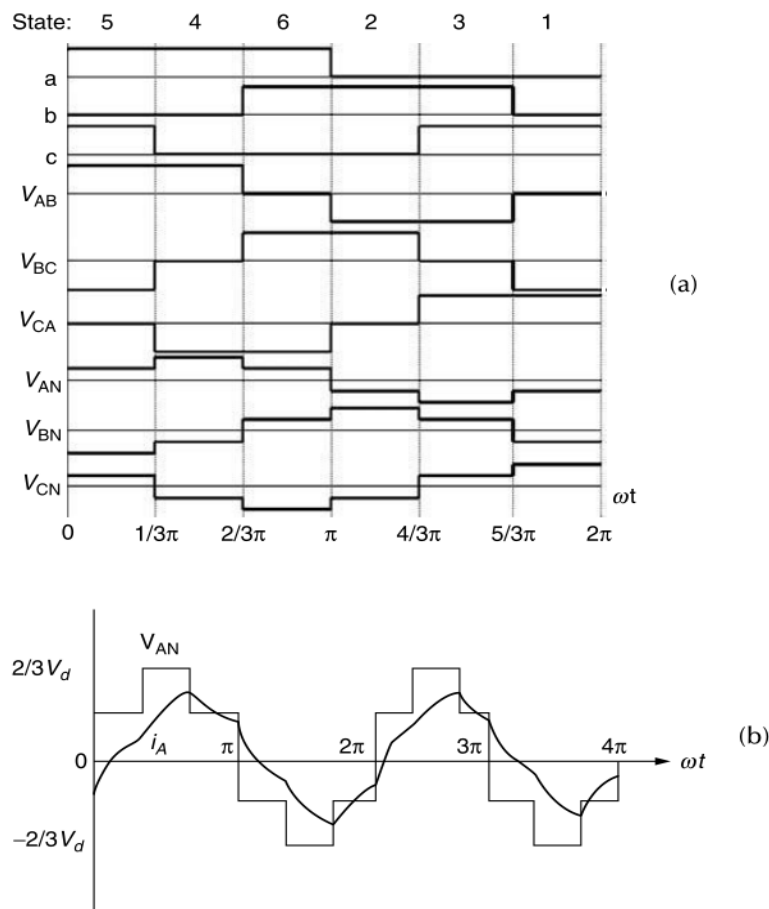 State: 5 4 6 2 3 1
a
b
c
V_AB
V_BC
(a)
V_CA
V_AN
V_BN
V_CN
ωt
0 1/3π 2/3π π 4/3π 5/3π 2π
V_AN
2/3V_d
i_A π 2π 3π 4π
(b)
0
ωt
−2/3V_d